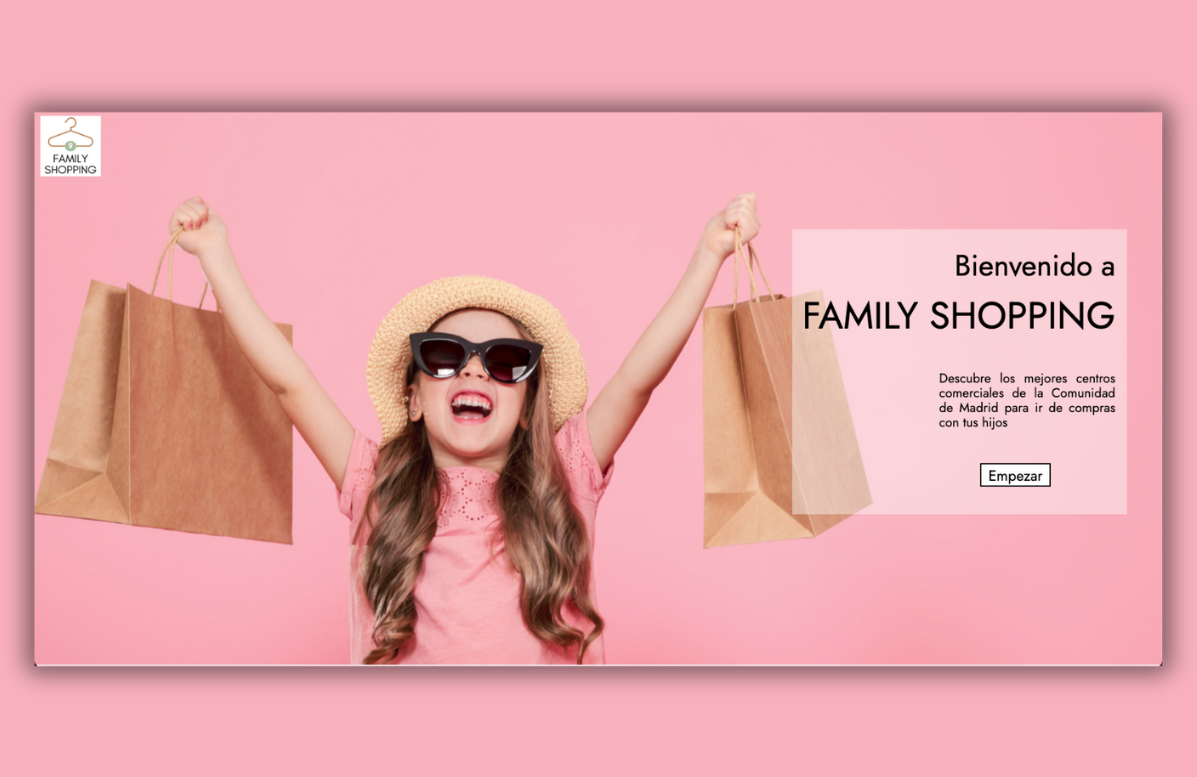 FAMILY
SHOPPING
Bienvenido a
FAMILY SHOPPING
Descubre los mejores centros
comerciales de la Comunidad
de Madrid para ir de compras
con tus hijos
Empezar